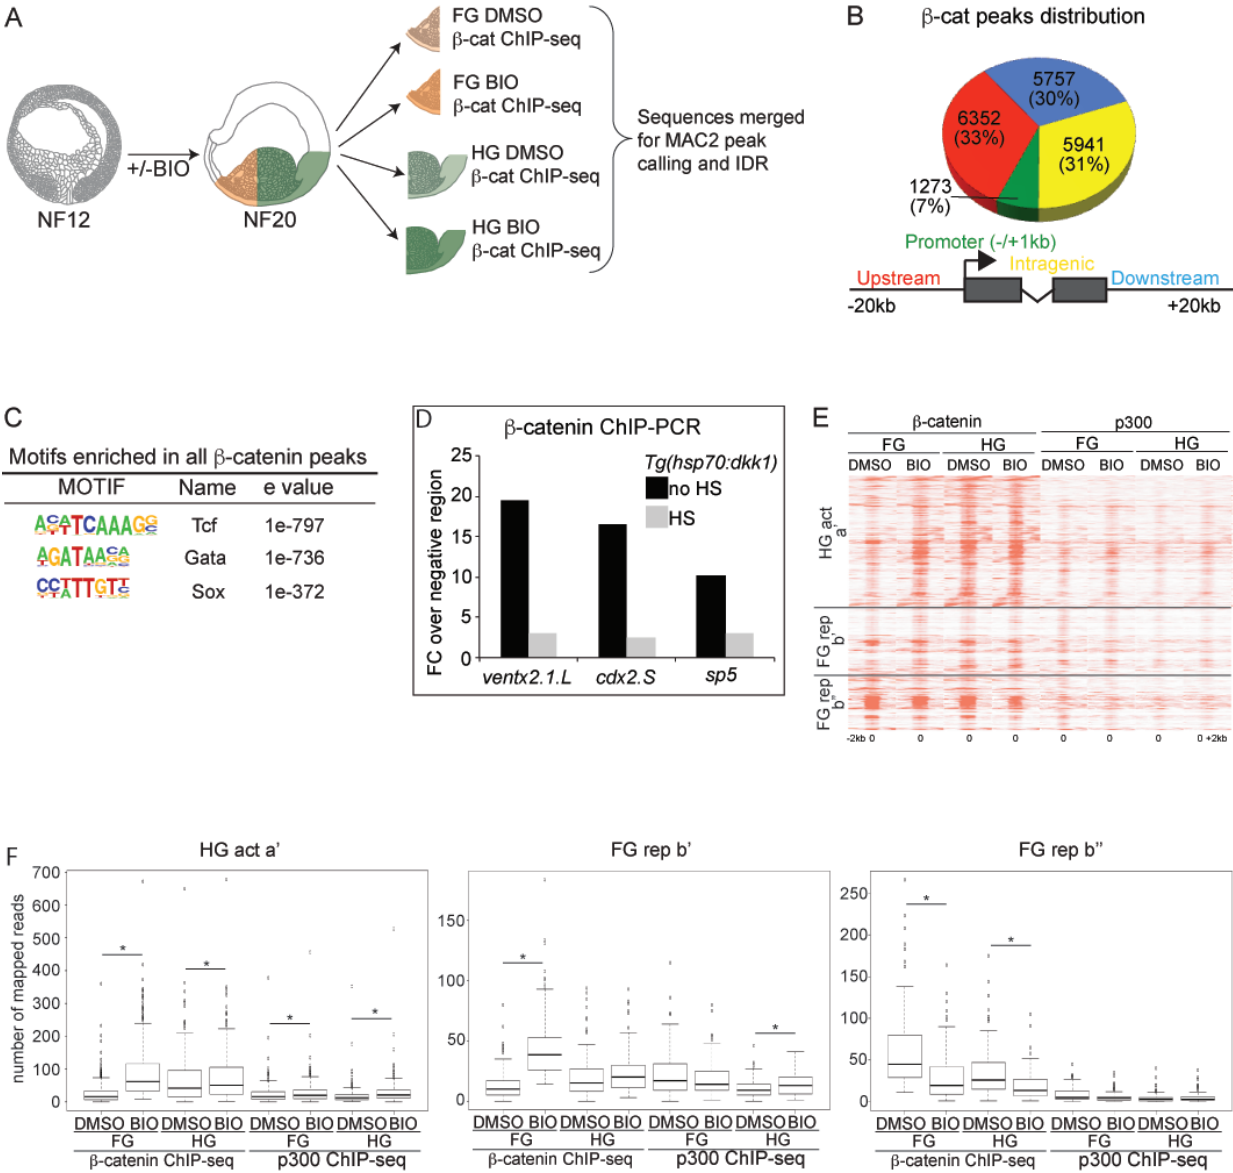 A
FG DMSO
β-cat ChIP-seq
FG BIO
β-cat ChIP-seq
HG DMSO
β-cat ChIP-seq
HG BIO
β-cat ChIP-seq
+/-BIO
NF12
NF20
Sequences merged
for MAC2 peak
calling and IDR
B
β-cat peaks distribution
5757
(30%)
6352
(33%)
5941
(31%)
1273
(7%)
Promoter (-/+1kb)
Intragenic
Upstream
Downstream
-20kb
+20kb
C
Motifs enriched in all β-catenin peaks
MOTIF Name e value
Tcf 1e-797
Gata 1e-736
Sox 1e-372
D
β-catenin ChIP-PCR
Tg(hsp70:dkk1)
no HS
HS
FC over negative region
25
20
15
10
5
0
ventx2.1.L cdx2.S sp5
E
β-catenin p300
FG HG FG HG
DMSO BIO DMSO BIO DMSO BIO DMSO BIO
HG act
a'
FG rep
b'
FG rep
b"
-2kb 0 0 0 0 0 0 0 0 +2kb
F
HG act a’
number of mapped reads
700
600
500
400
300
200
100
0
* * * *
DMSO BIO DMSO BIO DMSO BIO DMSO BIO
FG HG FG HG
β-catenin ChIP-seq p300 ChIP-seq
FG rep b’
150
100
50
0
* *
DMSO BIO DMSO BIO DMSO BIO DMSO BIO
FG HG FG HG
β-catenin ChIP-seq p300 ChIP-seq
FG rep b’’
250
200
150
100
50
0
* *
DMSO BIO DMSO BIO DMSO BIO DMSO BIO
FG HG FG HG
β-catenin ChIP-seq p300 ChIP-seq